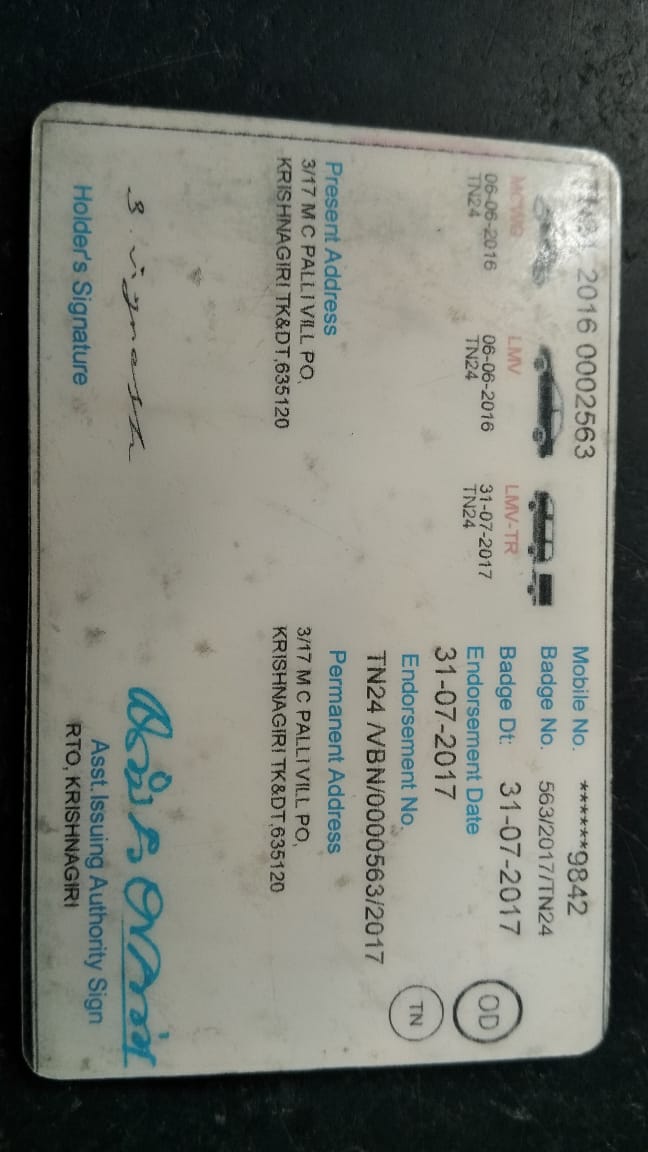 2016 0002563
MCWG
06-06-2016
TN24
LMV
06-06-2016
TN24
LMV-TR
31-07-2017
TN24
Mobile No. ******9842
Badge No. 563/2017/TN24
Badge Dt: 31-07-2017
Endorsement Date
31-07-2017
OD
Endorsement No.
TN24 /VBN/0000563/2017
TN
Present Address
3/17 M C PALLI VILL PO,
KRISHNAGIRI TK&DT,635120
Permanent Address
3/17 M C PALLI VILL PO,
KRISHNAGIRI TK&DT,635120
Holder's Signature
Asst.Issuing Authority Sign
RTO, KRISHNAGIRI